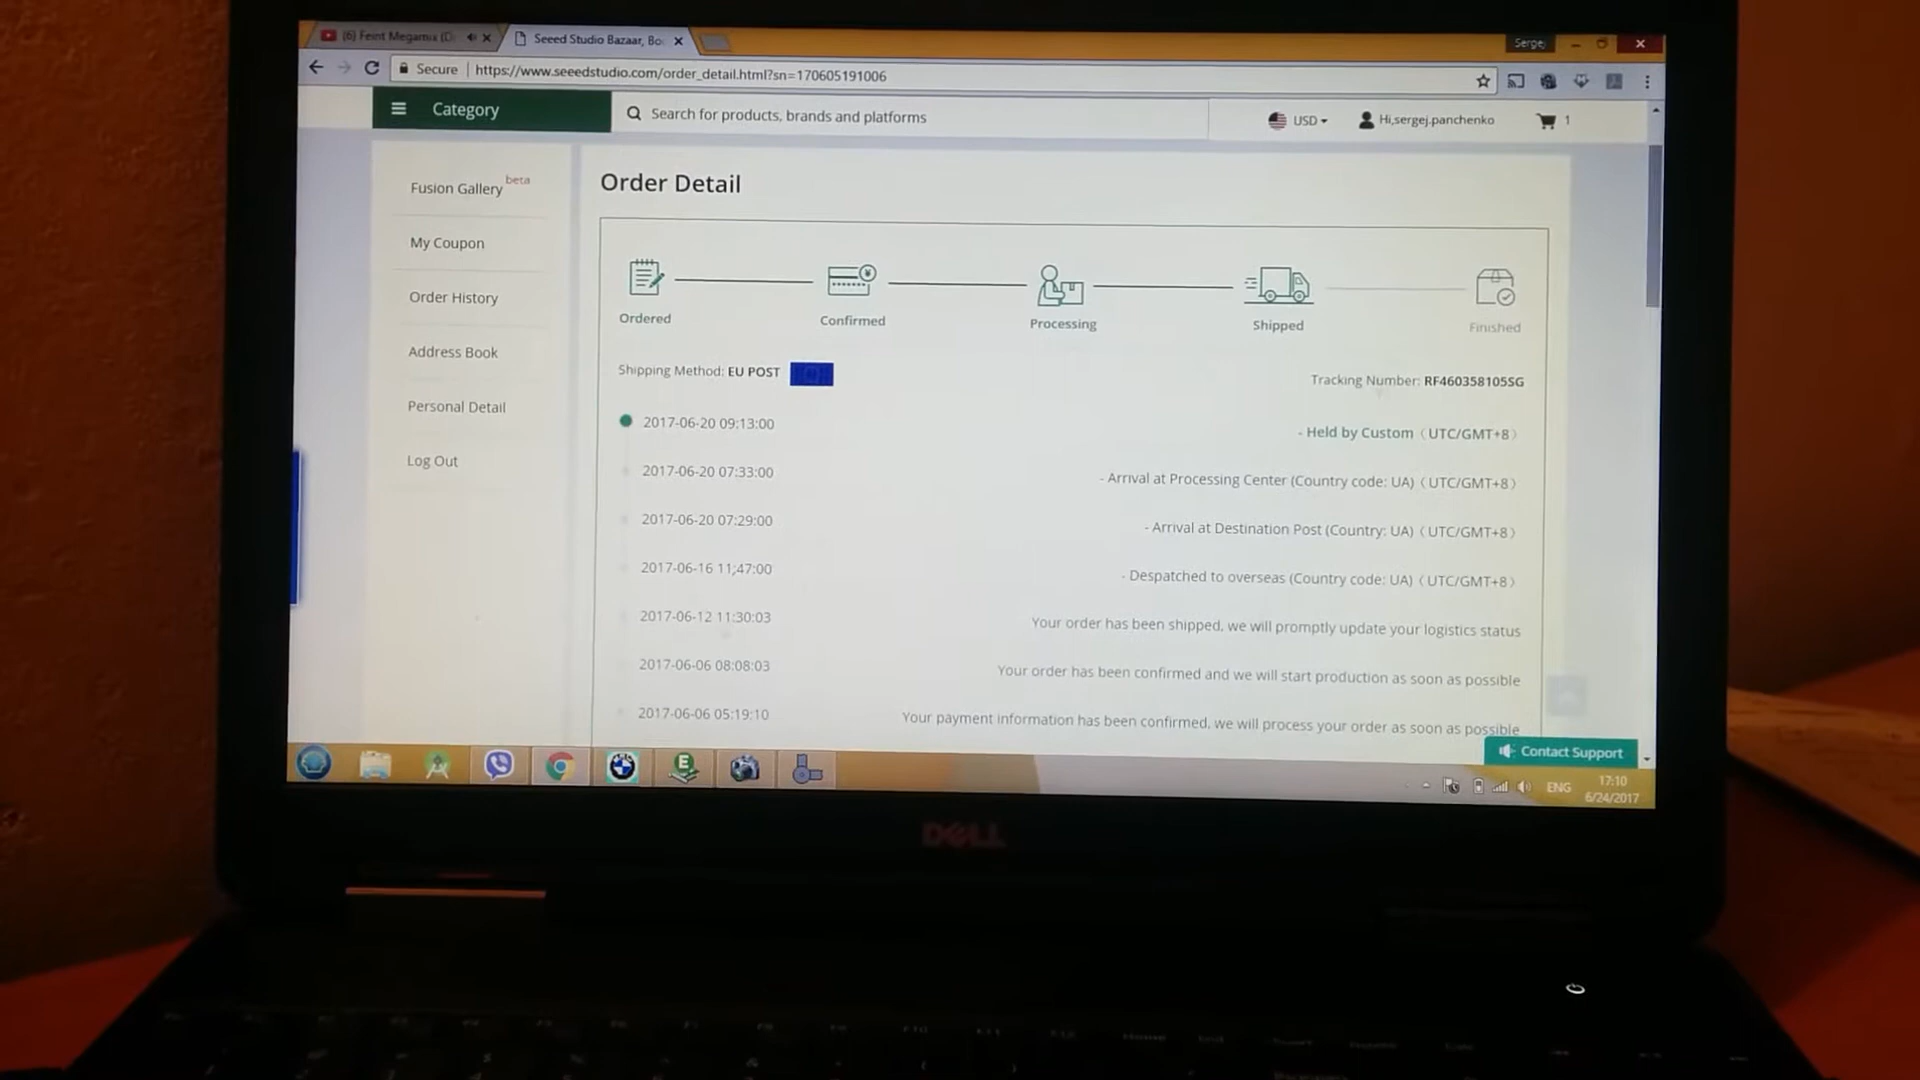 (6) Feint Megamix (D
Seeed Studio Bazaar, Bo
Sergej
Secure
https://www.seeedstudio.com/order_detail.html?sn=170605191006
Category
Search for products, brands and platforms
USD
Hi,sergej.panchenko
1
Fusion Gallery beta
My Coupon
Order History
Address Book
Personal Detail
Log Out
Order Detail
Ordered
Confirmed
Processing
Shipped
Finished
Shipping Method: EU POST
Tracking Number: RF460358105SG
2017-06-20 09:13:00 - Held by Custom (UTC/GMT+8)
2017-06-20 07:33:00 - Arrival at Processing Center (Country code: UA) (UTC/GMT+8)
2017-06-20 07:29:00 - Arrival at Destination Post (Country: UA) (UTC/GMT+8)
2017-06-16 11:47:00 - Despatched to overseas (Country code: UA) (UTC/GMT+8)
2017-06-12 11:30:03 Your order has been shipped, we will promptly update your logistics status
2017-06-06 08:08:03 Your order has been confirmed and we will start production as soon as possible
2017-06-06 05:19:10 Your payment information has been confirmed, we will process your order as soon as possible
Contact Support
ENG
17:10
6/24/2017
DELL